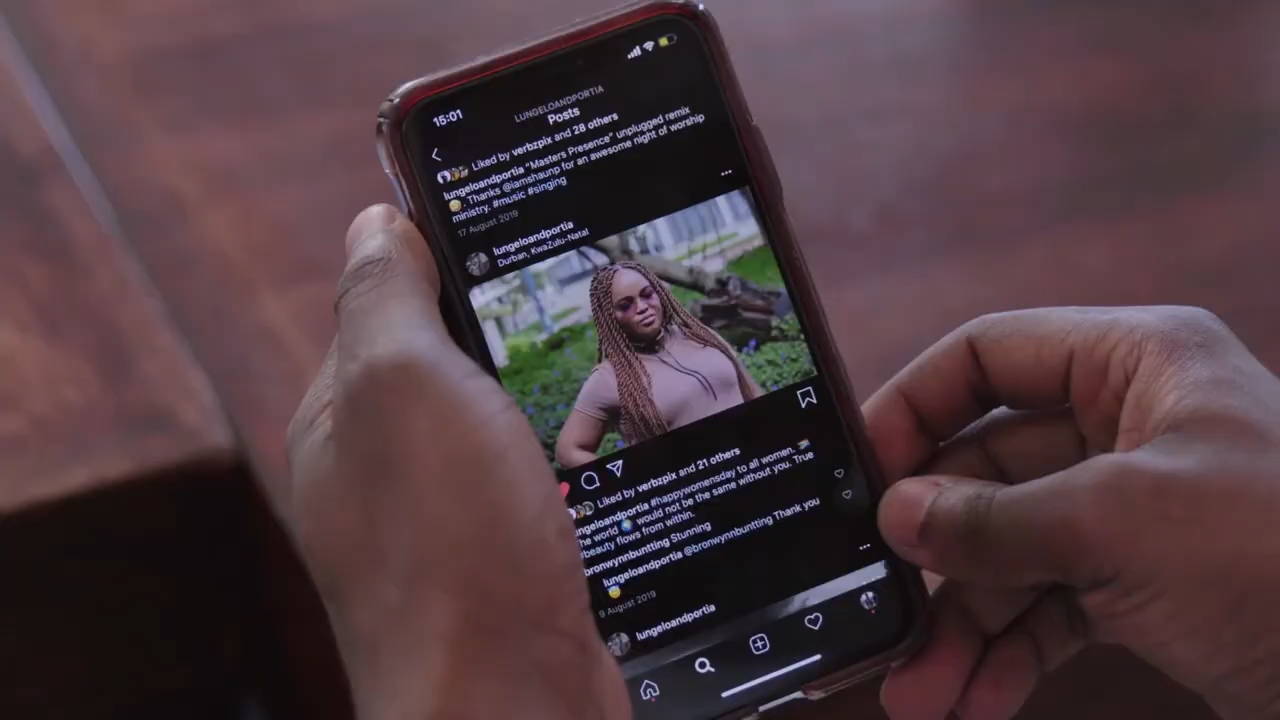 15:01
LUNGELOANDPORTIA
Posts
Liked by verbzpix and 28 others
lungeloandportia "Masters Presence" unplugged remix
. Thanks @iamshaunp for an awesome night of worship
ministry. #music #singing
17 August 2019
lungeloandportia
Durban, KwaZulu-Natal
Liked by verbzpix and 21 others
ungeloandportia #happywomensday to all women.
The world would not be the same without you. True
#beauty flows from within.
bronwynnbunting Stunning
lungeloandportia @bronwynnbunting Thank you
9 August 2019
lungeloandportia